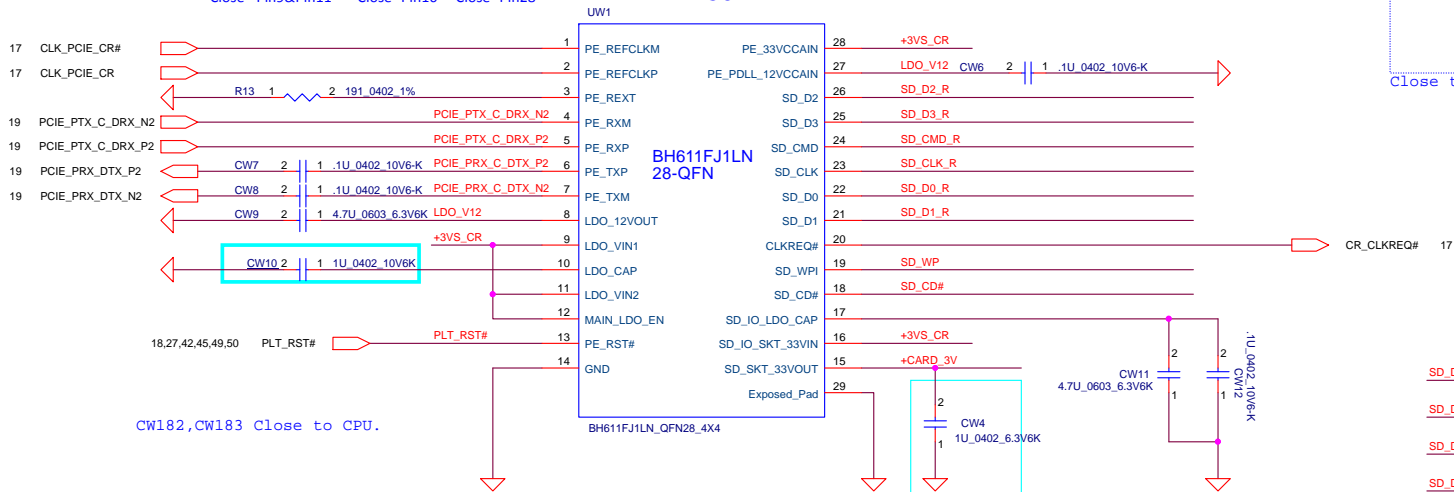 UW1
17 CLK_PCIE_CR# 1 PE_REFCLKM PE_33VCCAIN 28 +3VS_CR
17 CLK_PCIE_CR 2 PE_REFCLKP PE_PDLL_12VCCAIN 27 LDO_V12 CW6 2 1 .1U_0402_10V6-K
R13 1 2 191_0402_1% 3 PE_REXT SD_D2 26 SD_D2_R
19 PCIE_PTX_C_DRX_N2 PCIE_PTX_C_DRX_N2 4 PE_RXM SD_D3 25 SD_D3_R
19 PCIE_PTX_C_DRX_P2 PCIE_PTX_C_DRX_P2 5 PE_RXP SD_CMD 24 SD_CMD_R
BH611FJ1LN
28-QFN
19 PCIE_PRX_DTX_P2 CW7 2 1 .1U_0402_10V6-K PCIE_PRX_C_DTX_P2 6 PE_TXP SD_CLK 23 SD_CLK_R
19 PCIE_PRX_DTX_N2 CW8 2 1 .1U_0402_10V6-K PCIE_PRX_C_DTX_N2 7 PE_TXM SD_D0 22 SD_D0_R
CW9 2 1 4.7U_0603_6.3V6K LDO_V12 8 LDO_12VOUT SD_D1 21 SD_D1_R
+3VS_CR 9 LDO_VIN1 CLKREQ# 20 CR_CLKREQ# 17
CW10 2 1 1U_0402_10V6K 10 LDO_CAP SD_WPI 19 SD_WP
11 LDO_VIN2 SD_CD# 18 SD_CD#
12 MAIN_LDO_EN SD_IO_LDO_CAP 17
18,27,42,45,49,50 PLT_RST# PLT_RST# 13 PE_RST# SD_IO_SKT_33VIN 16 +3VS_CR
14 GND SD_SKT_33VOUT 15 +CARD_3V
Exposed_Pad 29
2 CW11 4.7U_0603_6.3V6K 1
2 CW12 .1U_0402_10V6-K 1
2 CW4 1U_0402_6.3V6K 1
CW182,CW183 Close to CPU.
BH611FJ1LN_QFN28_4X4
Close